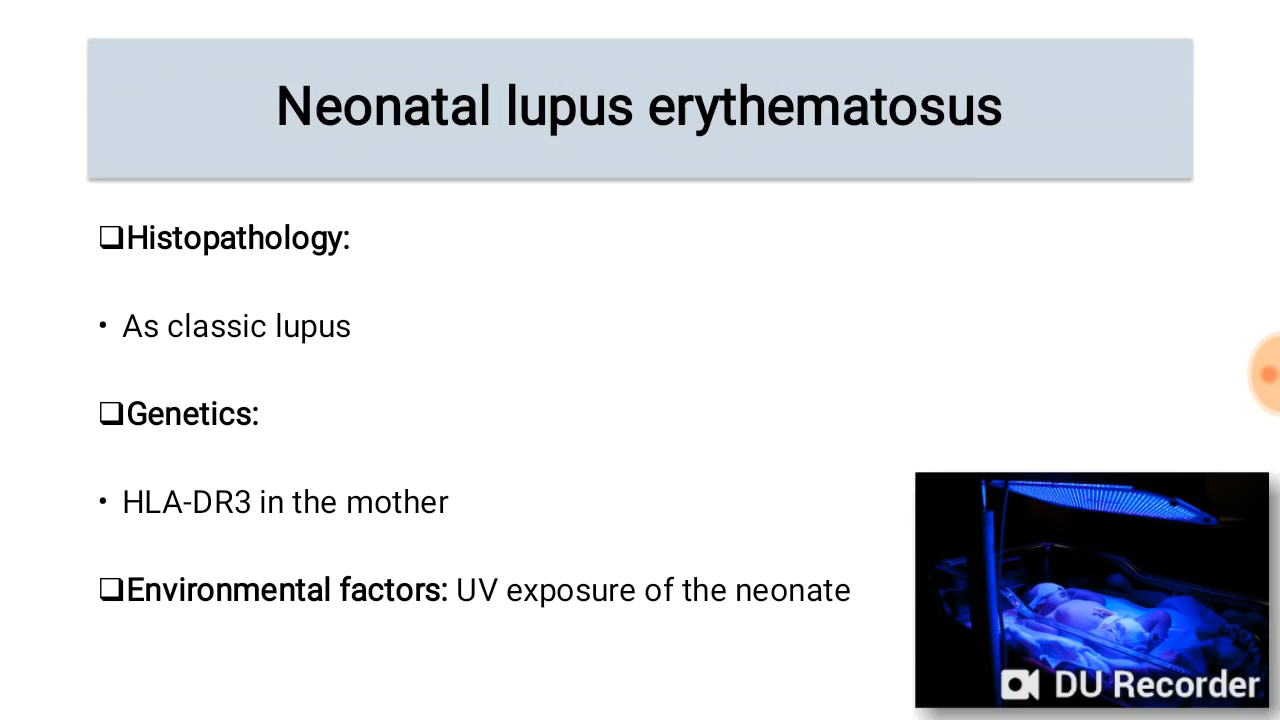 Neonatal lupus erythematosus
❑Histopathology:
• As classic lupus
❑Genetics:
• HLA-DR3 in the mother
❑Environmental factors: UV exposure of the neonate
DU Recorder